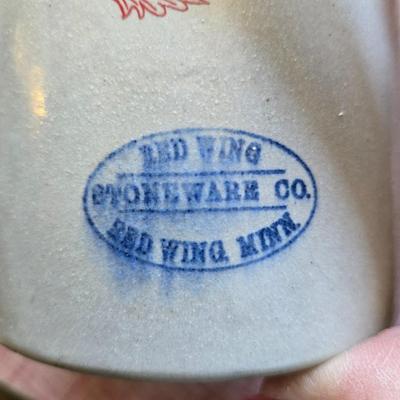 RED WING
STONEWARE CO.
RED WING, MINN.